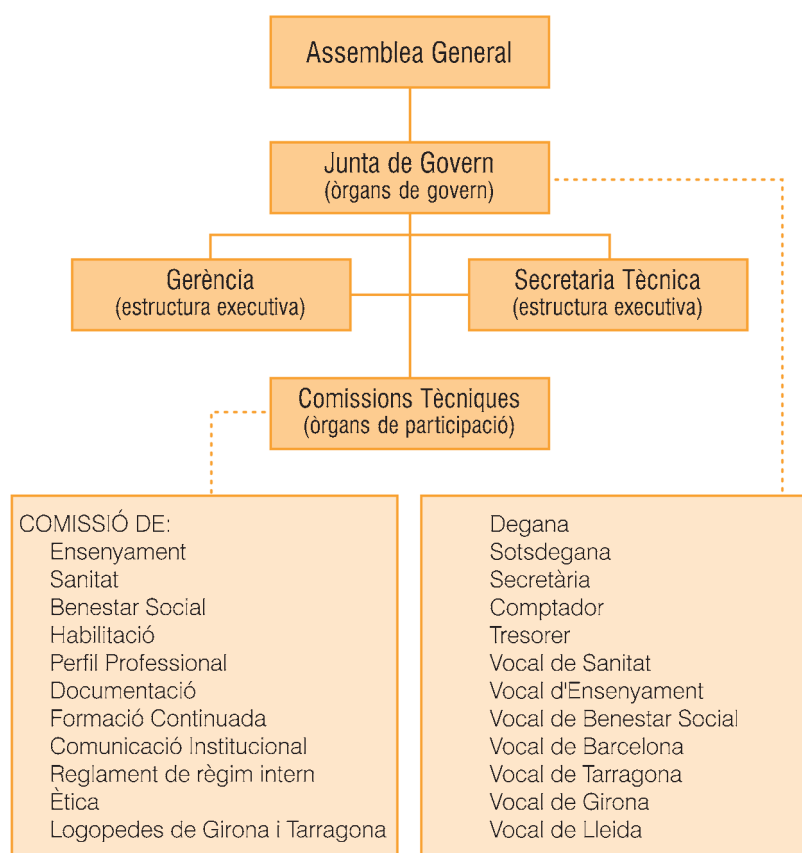 Assemblea General
Junta de Govern
(òrgans de govern)
Gerència
(estructura executiva)
Secretaria Tècnica
(estructura executiva)
Comissions Tècniques
(òrgans de participació)
COMISSIÓ DE:
Ensenyament
Sanitat
Benestar Social
Habilitació
Perfil Professional
Documentació
Formació Continuada
Comunicació Institucional
Reglament de règim intern
Ètica
Logopedes de Girona i Tarragona
Degana
Sotsdegana
Secretària
Comptador
Tresorer
Vocal de Sanitat
Vocal d'Ensenyament
Vocal de Benestar Social
Vocal de Barcelona
Vocal de Tarragona
Vocal de Girona
Vocal de Lleida